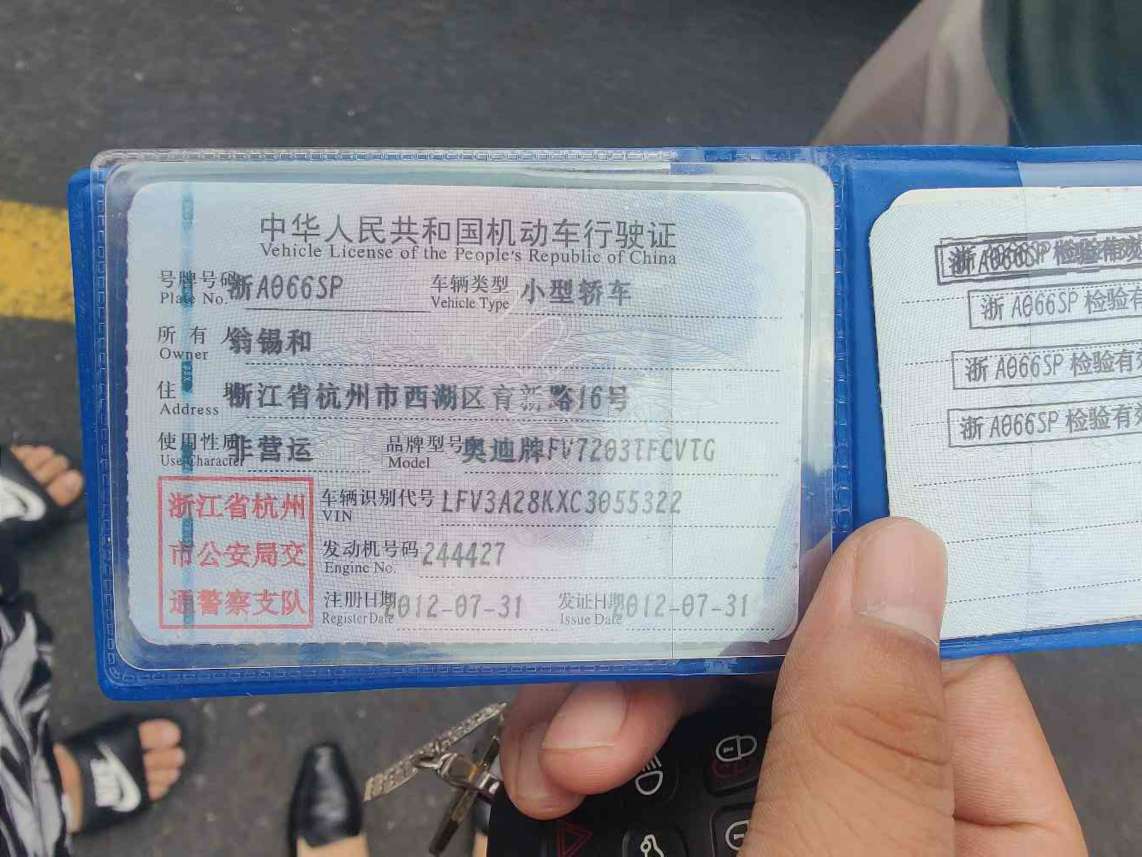 中华人民共和国机动车行驶证
Vehicle License of the People's Republic of China
号牌号码 浙A066SP 车辆类型 小型轿车
Plate No. Vehicle Type
所有人 翁锡和
Owner
住 浙江省杭州市西湖区育新路16号
Address
使用性质 非营运 品牌型号 奥迪牌FV7203TFCVTG
Use Character Model
浙江省杭州 车辆识别代号 LFV3A28KXC3055322
VIN
市公安局交 发动机号码 244427
Engine No.
通警察支队 注册日期 2012-07-31 发证日期 2012-07-31
Register Date Issue Date
浙A066SP 检验有效
浙A066SP 检验有
浙A066SP 检验有
浙A066SP 检验有